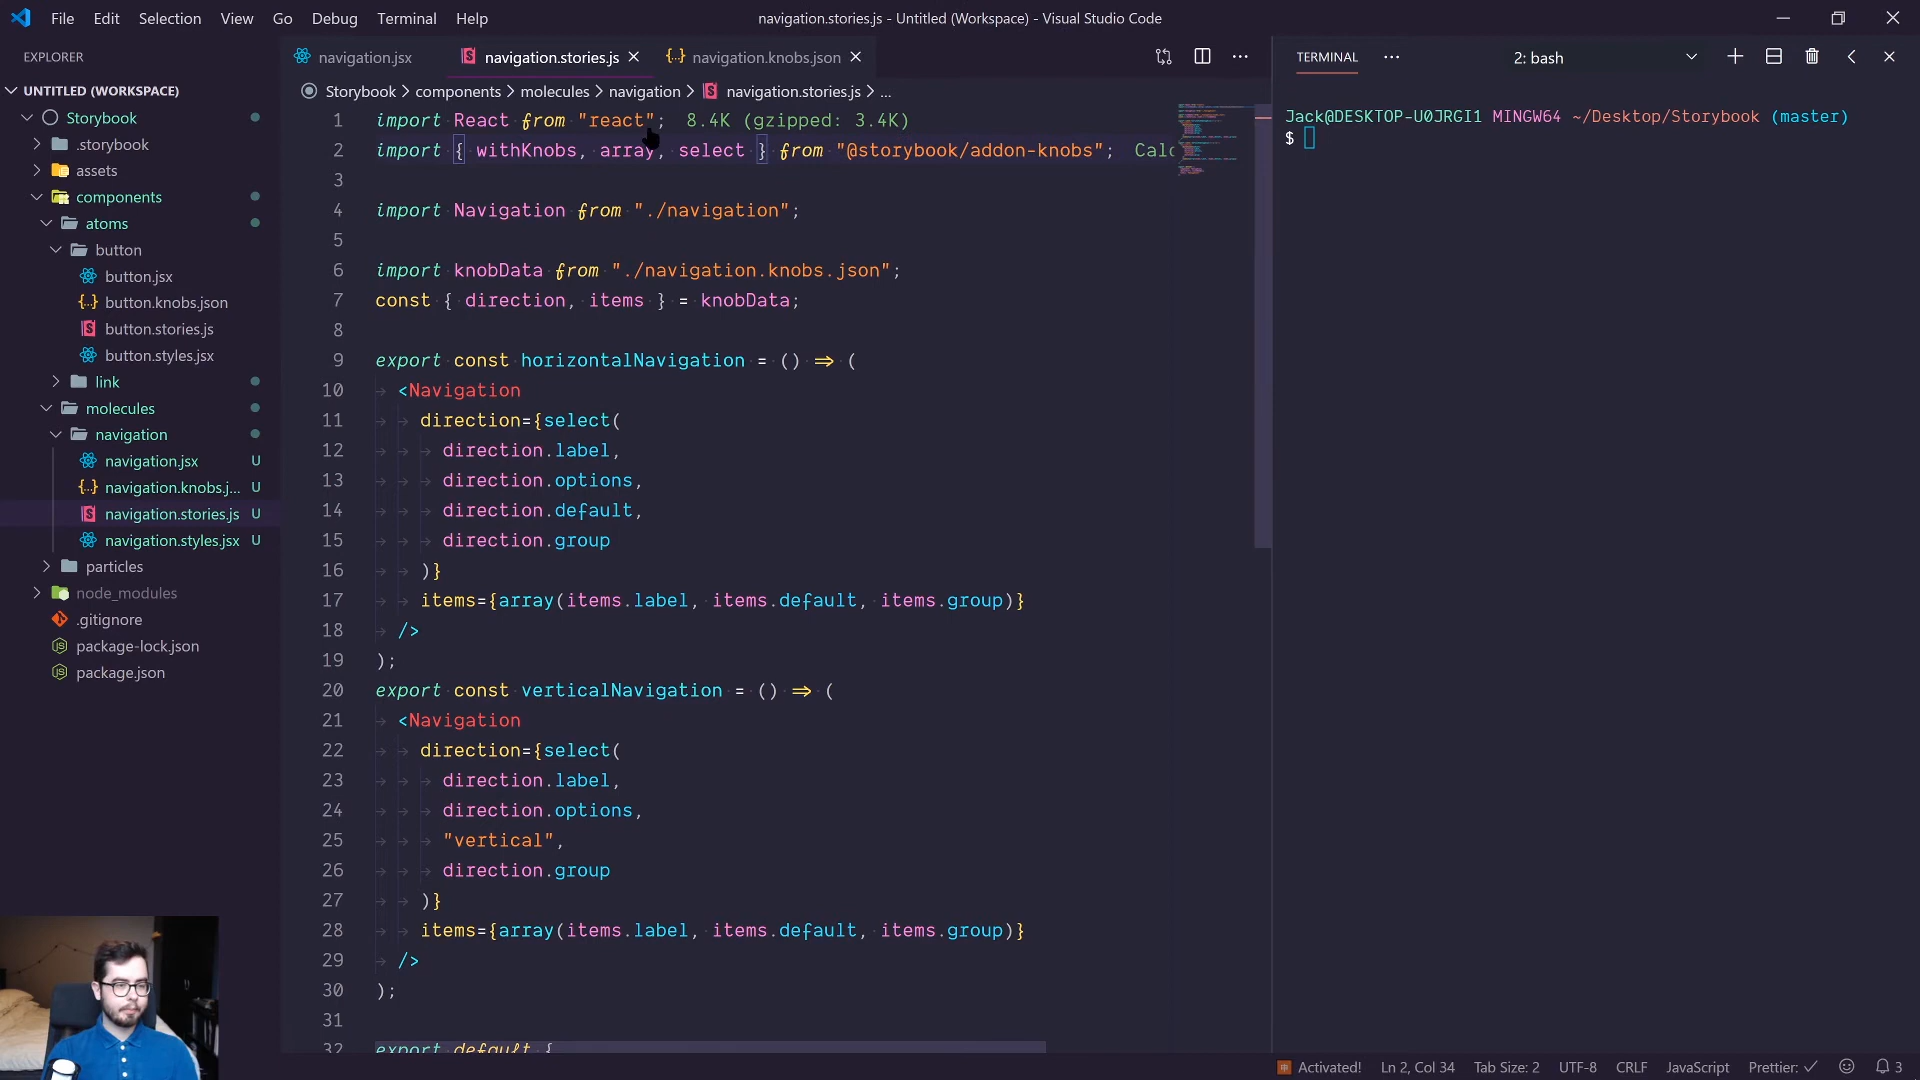 File Edit Selection View Go Debug Terminal Help
navigation.stories.js - Untitled (Workspace) - Visual Studio Code
EXPLORER
UNTITLED (WORKSPACE)
Storybook
.storybook
assets
components
atoms
button
button.jsx
button.knobs.json
button.stories.js
button.styles.jsx
link
molecules
navigation
navigation.jsx U
navigation.knobs.j... U
navigation.stories.js U
navigation.styles.jsx U
particles
node_modules
.gitignore
package-lock.json
package.json
navigation.jsx navigation.stories.js navigation.knobs.json
Storybook > components > molecules > navigation > navigation.stories.js > ...
1 import React from "react"; 8.4K (gzipped: 3.4K)
2 import { withKnobs, array, select } from "@storybook/addon-knobs"; Calc
3
4 import Navigation from "./navigation";
5
6 import knobData from "./navigation.knobs.json";
7 const { direction, items } = knobData;
8
9 export const horizontalNavigation = () => (
10 <Navigation
11 direction={select(
12 direction.label,
13 direction.options,
14 direction.default,
15 direction.group
16 )}
17 items={array(items.label, items.default, items.group)}
18 />
19 );
20 export const verticalNavigation = () => (
21 <Navigation
22 direction={select(
23 direction.label,
24 direction.options,
25 "vertical",
26 direction.group
27 )}
28 items={array(items.label, items.default, items.group)}
29 />
30 );
31
32 export default {
TERMINAL ... 2: bash
Jack@DESKTOP-U0JRGI1 MINGW64 ~/Desktop/Storybook (master)
$
Activated! Ln 2, Col 34 Tab Size: 2 UTF-8 CRLF JavaScript Prettier: ✓ 3